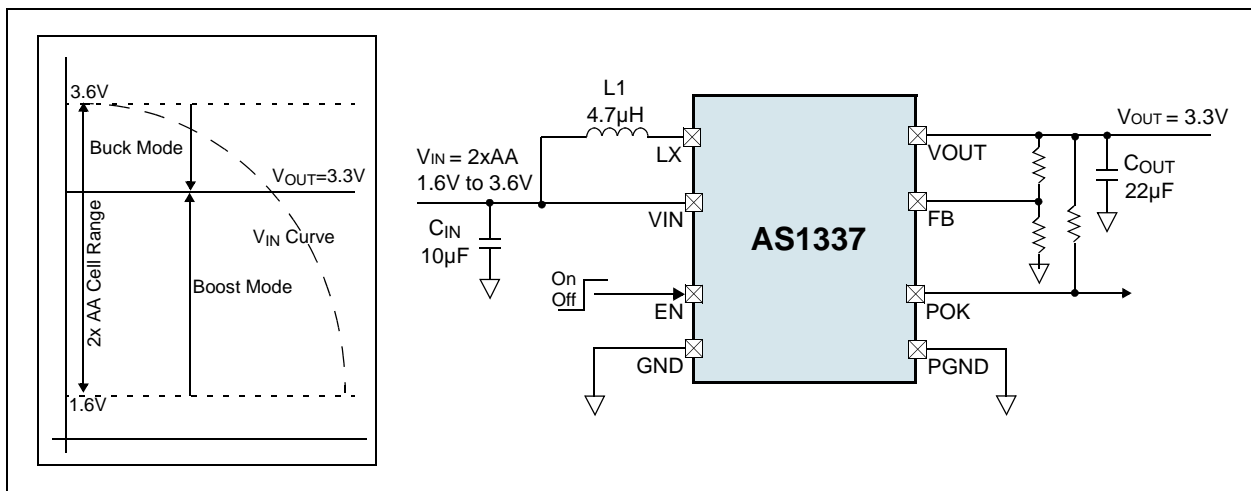 3.6V
Buck Mode
VOUT=3.3V
VIN Curve
2x AA Cell Range
Boost Mode
1.6V
L1
4.7µH
VIN = 2xAA
1.6V to 3.6V
CIN
10µF
On
Off
LX
VIN
EN
GND
AS1337
VOUT
FB
POK
PGND
VOUT = 3.3V
COUT
22µF